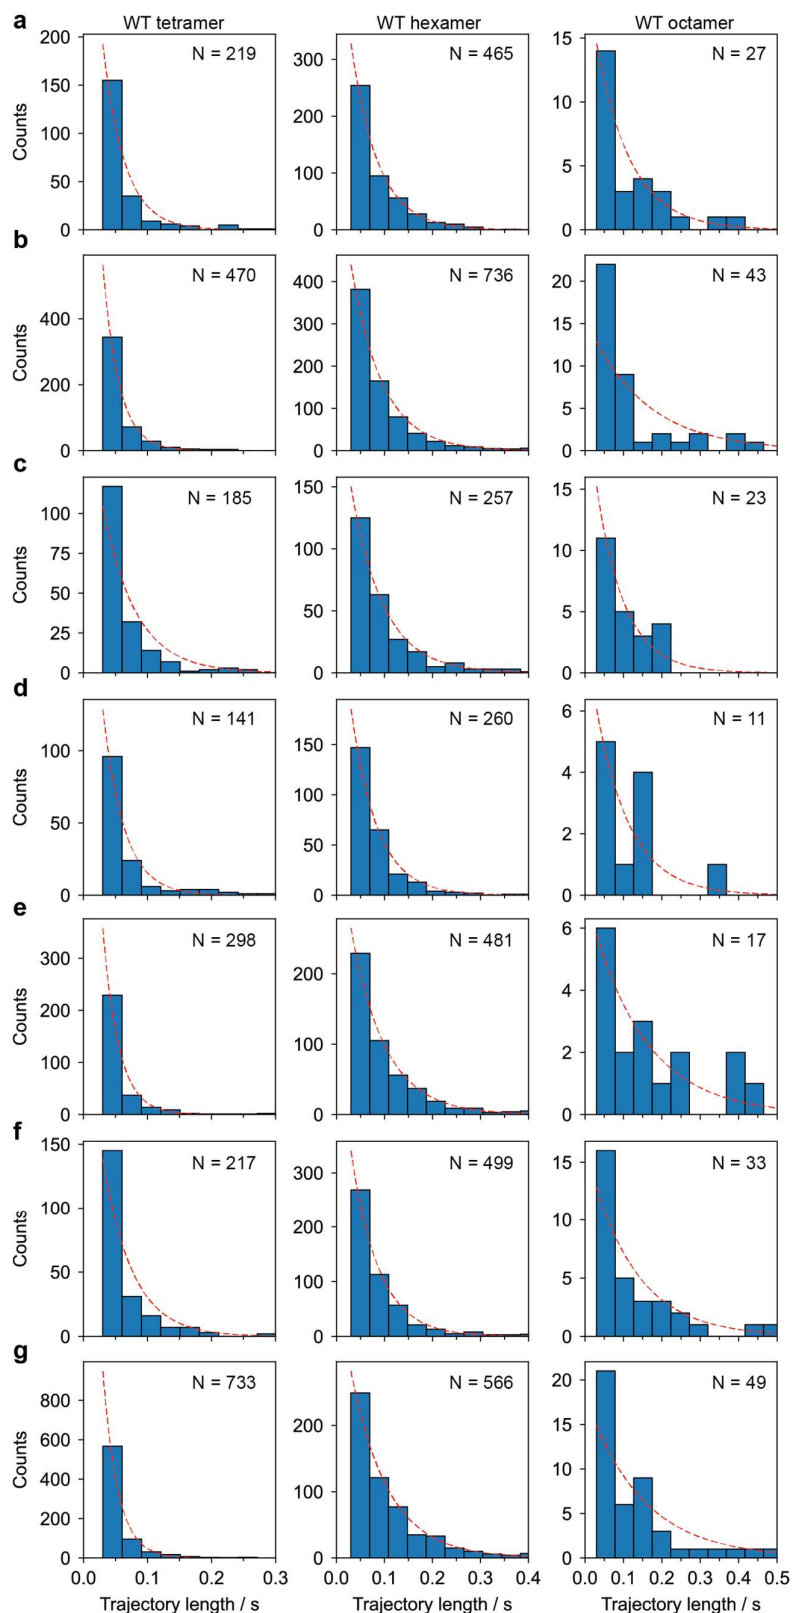 a
WT tetramer
WT hexamer
WT octamer
N = 219
N = 465
N = 27
200
150
100
50
0
300
200
100
0
15
10
5
0
Counts
b
N = 470
N = 736
N = 43
400
200
0
400
300
200
100
0
20
15
10
5
0
Counts
c
N = 185
N = 257
N = 23
100
75
50
25
0
150
100
50
0
15
10
5
0
Counts
d
N = 141
N = 260
N = 11
100
50
0
150
100
50
0
6
4
2
0
Counts
e
N = 298
N = 481
N = 17
300
200
100
0
200
100
0
6
4
2
0
Counts
f
N = 217
N = 499
N = 33
150
100
50
0
300
200
100
0
15
10
5
0
Counts
g
N = 733
N = 566
N = 49
800
600
400
200
0
200
100
0
20
15
10
5
0
Counts
0.0 0.1 0.2 0.3
0.0 0.1 0.2 0.3 0.4
0.0 0.1 0.2 0.3 0.4 0.5
Trajectory length / s
Trajectory length / s
Trajectory length / s